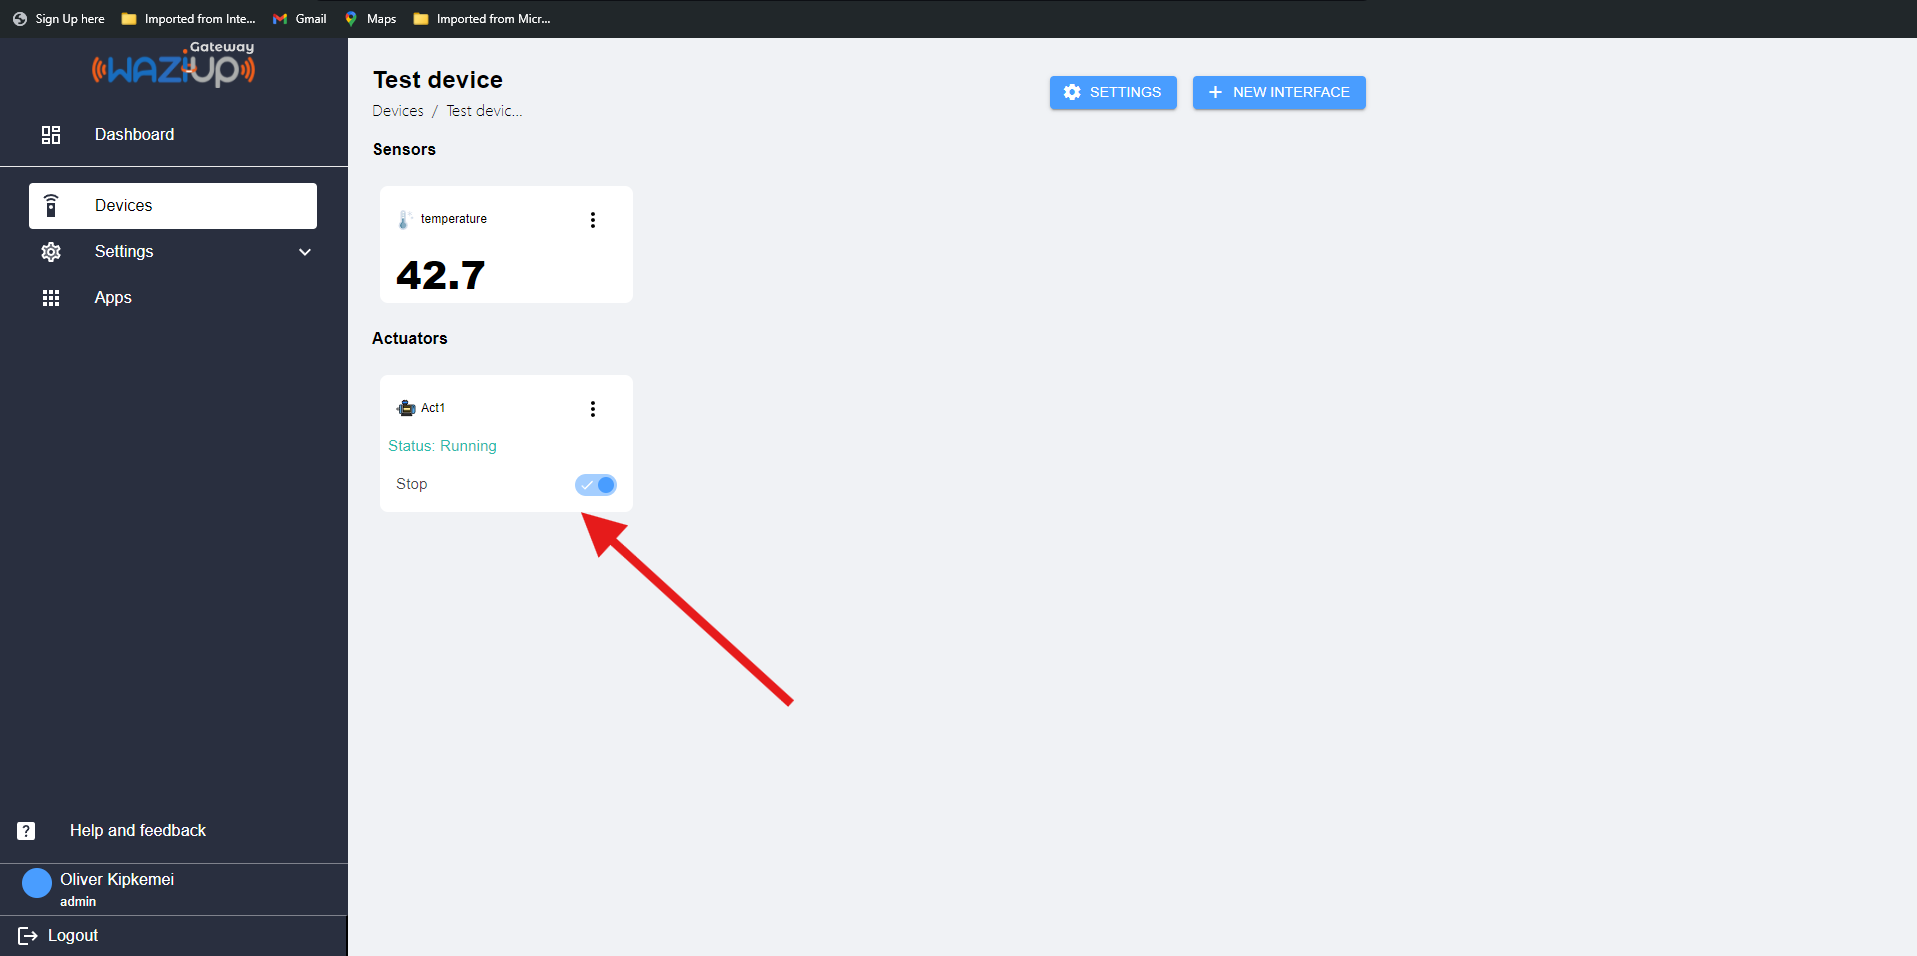 Sign Up here
Imported from Inte...
Gmail
Maps
Imported from Micr...
Gateway
WAZIUP
Dashboard
Devices
Settings
Apps
Help and feedback
Oliver Kipkemei
admin
Logout
Test device
Devices / Test devic...
SETTINGS
NEW INTERFACE
Sensors
temperature
42.7
Actuators
Act1
Status: Running
Stop